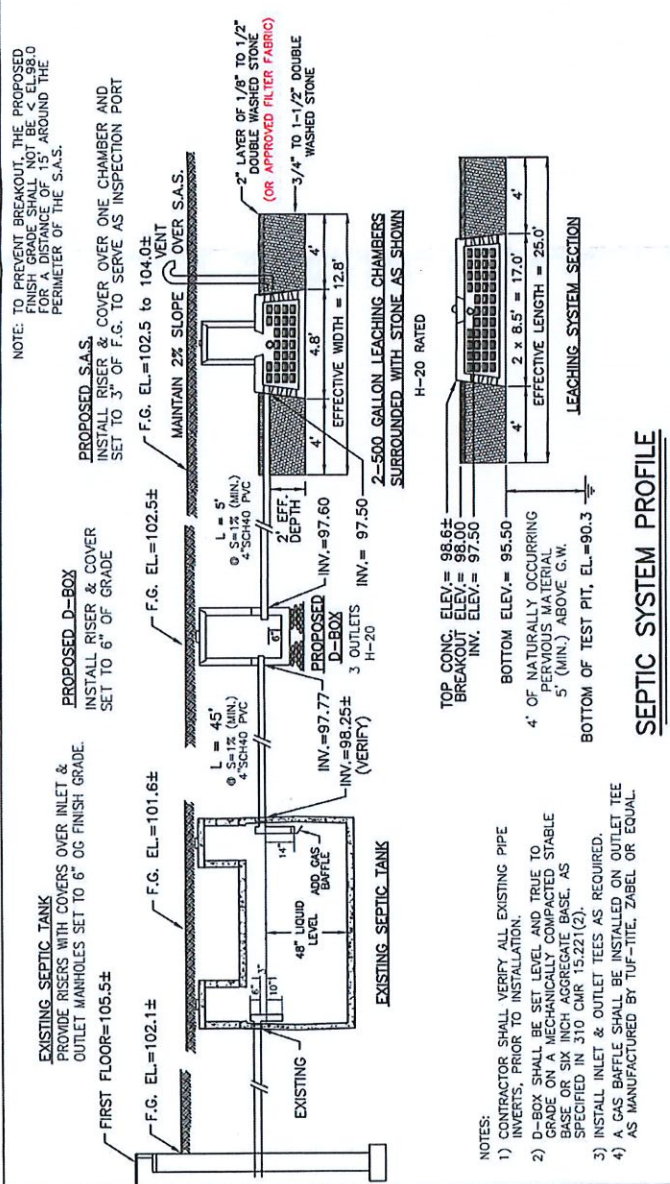 NOTE: TO PREVENT BREAKOUT, THE PROPOSED
FINISH GRADE SHALL NOT BE < EL.98.0
FOR A DISTANCE OF 15' AROUND THE
PERIMETER OF THE S.A.S.
EXISTING SEPTIC TANK
PROVIDE RISERS WITH COVERS OVER INLET &
OUTLET MANHOLES SET TO 6" OG FINISH GRADE.
PROPOSED D-BOX
INSTALL RISER & COVER
SET TO 6" OF GRADE
PROPOSED S.A.S.
INSTALL RISER & COVER OVER ONE CHAMBER AND
SET TO 3" OF F.G. TO SERVE AS INSPECTION PORT
FIRST FLOOR=105.5±
F.G. EL.=102.1±
F.G. EL.=101.6±
F.G. EL.=102.5±
F.G. EL.=102.5 to 104.0±
MAINTAIN 2% SLOPE OVER S.A.S.
VENT
2" LAYER OF 1/8" TO 1/2"
DOUBLE WASHED STONE
(OR APPROVED FILTER FABRIC)
3/4" TO 1-1/2" DOUBLE
WASHED STONE
L = 45'
@ S=1% (MIN.)
4"SCH40 PVC
L = 5'
@ S=1% (MIN.)
4"SCH40 PVC
EXISTING
6"
3"
10"
14"
48" LIQUID
LEVEL
ADD GAS
BAFFLE
EXISTING SEPTIC TANK
INV.=97.77
INV.=98.25±
(VERIFY)
6"
PROPOSED
D-BOX
3 OUTLETS
H-20
INV.=97.60
INV.= 97.50
2' EFF.
DEPTH
4'
4.8'
4'
EFFECTIVE WIDTH = 12.8'
2-500 GALLON LEACHING CHAMBERS
SURROUNDED WITH STONE AS SHOWN
H-20 RATED
TOP CONC. ELEV.= 98.6±
BREAKOUT ELEV.= 98.00
INV. ELEV.= 97.50
BOTTOM ELEV.= 95.50
4' OF NATURALLY OCCURRING
PERVIOUS MATERIAL
5' (MIN.) ABOVE G.W.
BOTTOM OF TEST PIT, EL.=90.3
4'
2 x 8.5' = 17.0'
4'
EFFECTIVE LENGTH = 25.0'
LEACHING SYSTEM SECTION
NOTES:
1) CONTRACTOR SHALL VERIFY ALL EXISTING PIPE
INVERTS, PRIOR TO INSTALLATION.
2) D-BOX SHALL BE SET LEVEL AND TRUE TO
GRADE ON A MECHANICALLY COMPACTED STABLE
BASE OR SIX INCH AGGREGATE BASE, AS
SPECIFIED IN 310 CMR 15.221(2).
3) INSTALL INLET & OUTLET TEES AS REQUIRED.
4) A GAS BAFFLE SHALL BE INSTALLED ON OUTLET TEE
AS MANUFACTURED BY TUF-TITE, ZABEL OR EQUAL.
SEPTIC SYSTEM PROFILE